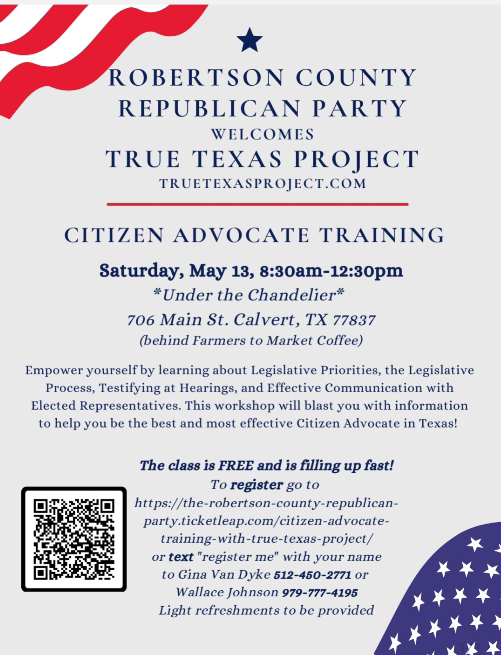 ROBERTSON COUNTY
REPUBLICAN PARTY
WELCOMES
TRUE TEXAS PROJECT
TRUETEXASPROJECT.COM
CITIZEN ADVOCATE TRAINING
Saturday, May 13, 8:30am-12:30pm
*Under the Chandelier*
706 Main St. Calvert, TX 77837
(behind Farmers to Market Coffee)
Empower yourself by learning about Legislative Priorities, the Legislative
Process, Testifying at Hearings, and Effective Communication with
Elected Representatives. This workshop will blast you with information
to help you be the best and most effective Citizen Advocate in Texas!
The class is FREE and is filling up fast!
To register go to
https://the-robertson-county-republican-
party.ticketleap.com/citizen-advocate-
training-with-true-texas-project/
or text "register me" with your name
to Gina Van Dyke 512-450-2771 or
Wallace Johnson 979-777-4195
Light refreshments to be provided